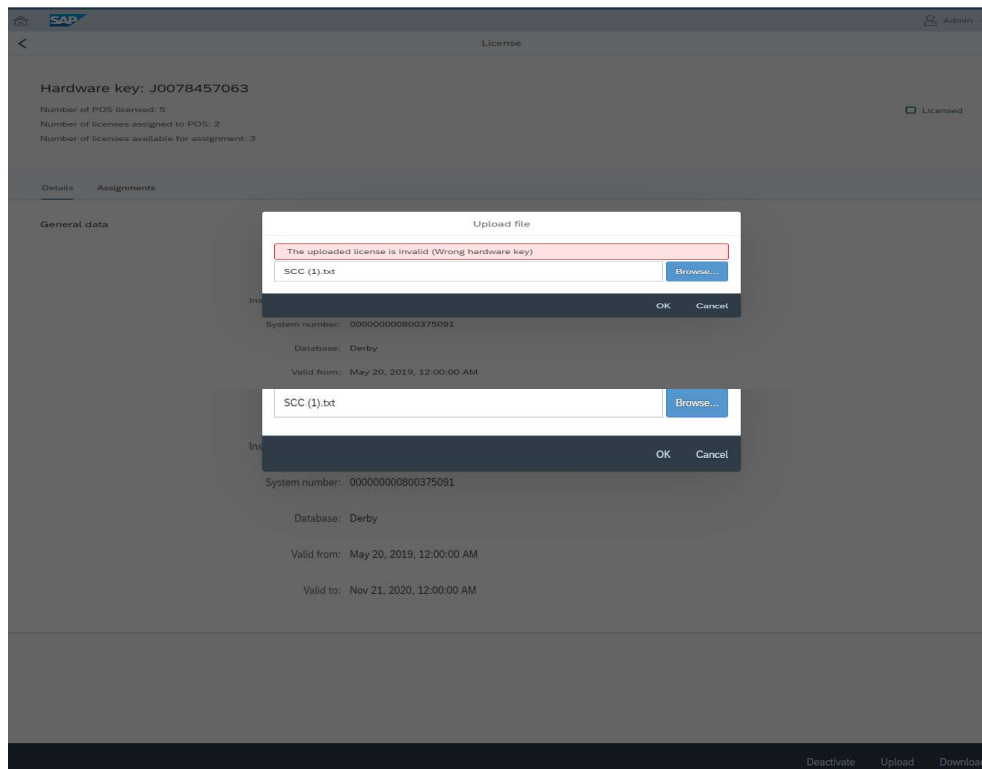 SAP
Admin
License
Hardware key: J0078457063
Number of POS licensed: 5
Licensed
Number of licenses assigned to POS: 2
Number of licenses available for assignment: 3
Details Assignments
General data
Upload file
The uploaded license is invalid (Wrong hardware key)
SCC (1).txt Browse...
Ins
OK Cancel
System number: 000000000800375091
Database: Derby
Valid from: May 20, 2019, 12:00:00 AM
SCC (1).txt Browse...
Ins
OK Cancel
System number: 000000000800375091
Database: Derby
Valid from: May 20, 2019, 12:00:00 AM
Valid to: Nov 21, 2020, 12:00:00 AM
Deactivate Upload Downloa